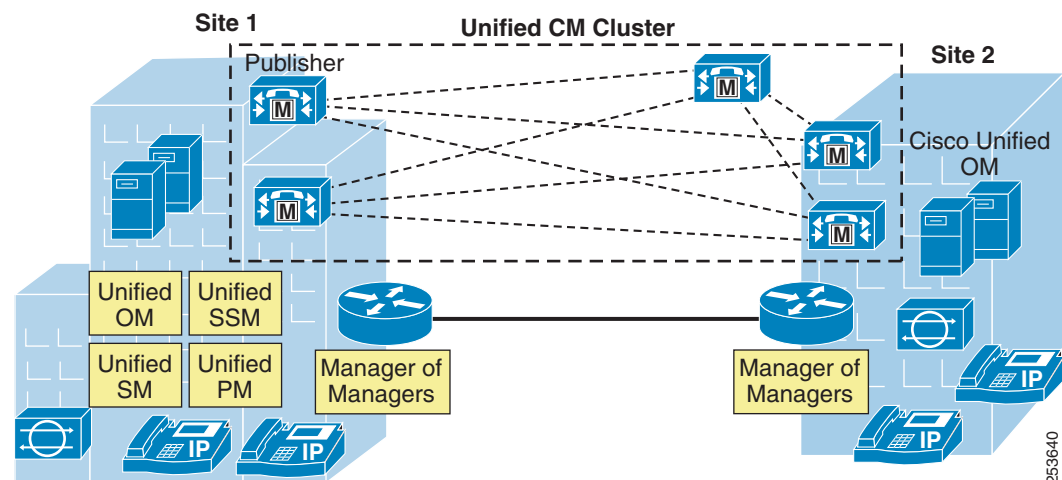 Site 1
Unified CM Cluster
Site 2
Publisher
M
M
M
M
M
Cisco Unified
OM
Unified
OM
Unified
SSM
Unified
SM
Unified
PM
Manager of
Managers
Manager of
Managers
IP
IP
IP
IP
253640